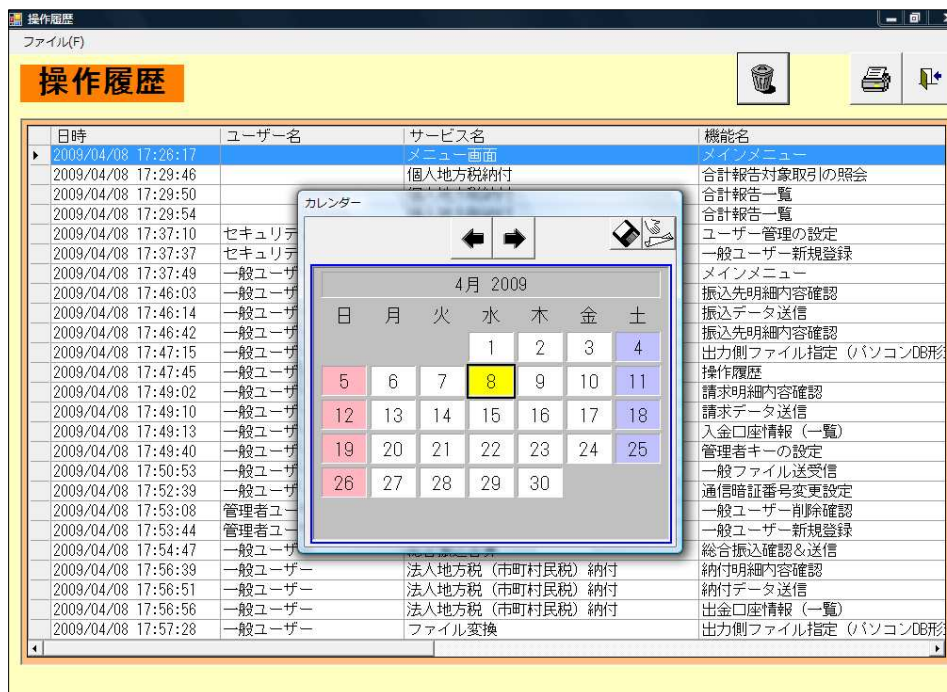 操作履歴
ファイル(F)
操作履歴
日時 ユーザー名 サービス名 機能名
2009/04/08 17:26:17 メニュー画面 メインメニュー
2009/04/08 17:29:46 個人地方税納付 合計報告対象取引の照会
2009/04/08 17:29:50 合計報告一覧
2009/04/08 17:29:54 合計報告一覧
2009/04/08 17:37:10 セキュリテ ユーザー管理の設定
2009/04/08 17:37:37 セキュリテ 一般ユーザー新規登録
2009/04/08 17:37:49 一般ユーザ メインメニュー
2009/04/08 17:46:03 一般ユーザ 振込先明細内容確認
2009/04/08 17:46:14 一般ユーザ 振込データ送信
2009/04/08 17:46:42 一般ユーザ 振込先明細内容確認
2009/04/08 17:47:15 一般ユーザ 出力側ファイル指定（パソコンDB形
2009/04/08 17:47:45 一般ユーザ 操作履歴
2009/04/08 17:49:02 一般ユーザ 請求明細内容確認
2009/04/08 17:49:10 一般ユーザ 請求データ送信
2009/04/08 17:49:13 一般ユーザ 入金口座情報（一覧）
2009/04/08 17:49:40 一般ユーザ 管理者キーの設定
2009/04/08 17:50:53 一般ユーザ 一般ファイル送受信
2009/04/08 17:52:39 一般ユーザ 通信暗証番号変更設定
2009/04/08 17:53:08 管理者ユー 一般ユーザー削除確認
2009/04/08 17:53:44 管理者ユー 一般ユーザー新規登録
2009/04/08 17:54:47 一般ユーザ 総合振込確認&送信
2009/04/08 17:56:39 一般ユーザー 法人地方税（市町村民税）納付 納付明細内容確認
2009/04/08 17:56:51 一般ユーザー 法人地方税（市町村民税）納付 納付データ送信
2009/04/08 17:56:56 一般ユーザー 法人地方税（市町村民税）納付 出金口座情報（一覧）
2009/04/08 17:57:28 一般ユーザー ファイル変換 出力側ファイル指定（パソコンDB形
カレンダー
4月 2009
日 月 火 水 木 金 土
1 2 3 4
5 6 7 8 9 10 11
12 13 14 15 16 17 18
19 20 21 22 23 24 25
26 27 28 29 30